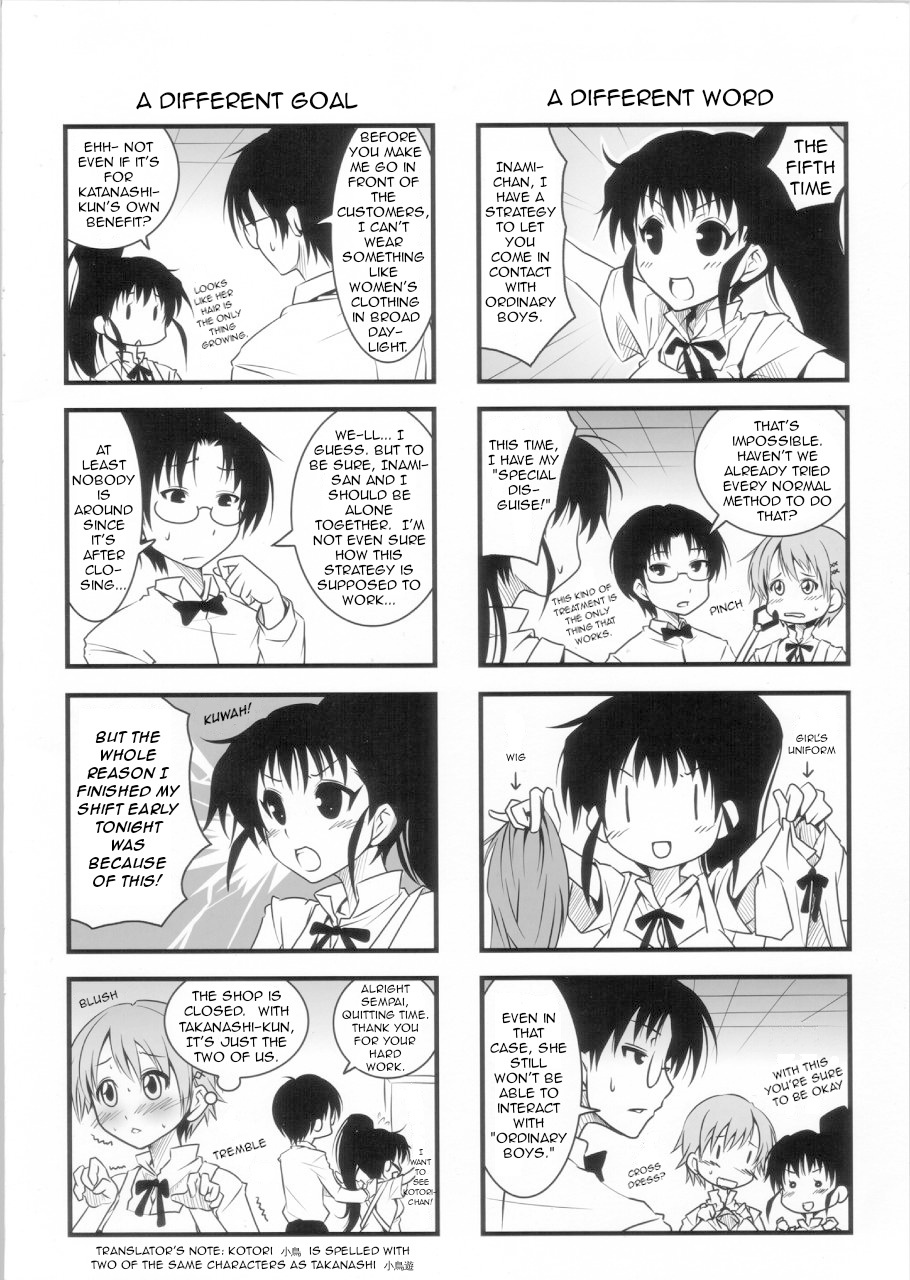 A DIFFERENT WORD
THE
FIFTH
TIME
INAMI-
CHAN, I
HAVE A
STRATEGY
TO LET
YOU
COME IN
CONTACT
WITH
ORDINARY
BOYS.
THAT'S
IMPOSSIBLE.
HAVEN'T WE
ALREADY TRIED
EVERY NORMAL
METHOD TO DO
THAT?
THIS TIME,
I HAVE MY
"SPECIAL
DIS-
GUISE!"
THIS KIND OF
TREATMENT IS
THE ONLY
THING THAT
WORKS.
PINCH
GIRL'S
UNIFORM
WIG
EVEN IN
THAT
CASE, SHE
STILL
WON'T BE
ABLE TO
INTERACT
WITH
"ORDINARY
BOYS."
WITH THIS
YOU'RE SURE
TO BE OKAY
CROSS
DRESS?
A DIFFERENT GOAL
BEFORE
YOU MAKE
ME GO IN
FRONT OF
THE
CUSTOMERS,
I CAN'T
WEAR
SOMETHING
LIKE
WOMEN'S
CLOTHING
IN BROAD
DAY-
LIGHT.
EHH- NOT
EVEN IF IT'S
FOR
KATANASHI-
KUN'S OWN
BENEFIT?
LOOKS
LIKE HER
HAIR IS
THE ONLY
THING
GROWING.
WE-LL... I
GUESS. BUT TO
BE SURE, INAMI-
SAN AND I
SHOULD BE
ALONE
TOGETHER. I'M
NOT EVEN SURE
HOW THIS
STRATEGY IS
SUPPOSED TO
WORK...
AT
LEAST
NOBODY
IS
AROUND
SINCE
IT'S
AFTER
CLO-
SING...
KUWAH!
BUT THE
WHOLE
REASON I
FINISHED MY
SHIFT EARLY
TONIGHT
WAS
BECAUSE
OF THIS!
ALRIGHT
SEMPAI,
QUITTING TIME.
THANK YOU
FOR YOUR
HARD
WORK.
THE SHOP IS
CLOSED. WITH
TAKANASHI-KUN,
IT'S JUST THE
TWO OF US.
BLUSH
TREMBLE
I
WANT
TO
SEE
KOTORI-
CHAN!
TRANSLATOR'S NOTE: KOTORI 小鳥 IS SPELLED WITH
TWO OF THE SAME CHARACTERS AS TAKANASHI 小鳥遊